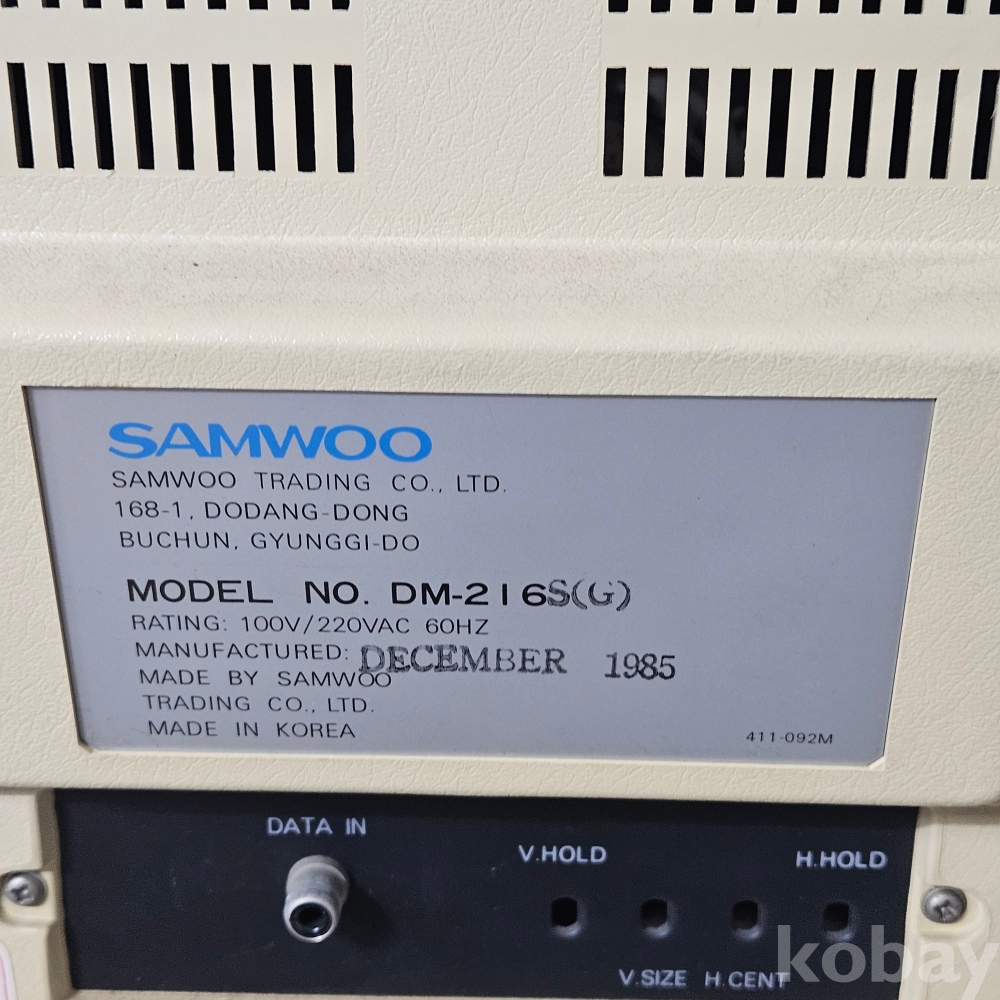 SAMWOO
SAMWOO TRADING CO., LTD.
168-1, DODANG-DONG
BUCHUN, GYUNGGI-DO
MODEL NO. DM-216S(G)
RATING: 100V/220VAC 60HZ
MANUFACTURED: DECEMBER 1985
MADE BY SAMWOO
TRADING CO., LTD.
MADE IN KOREA
411-092M
DATA IN
V.HOLD
H.HOLD
V.SIZE H.CENT
kobay